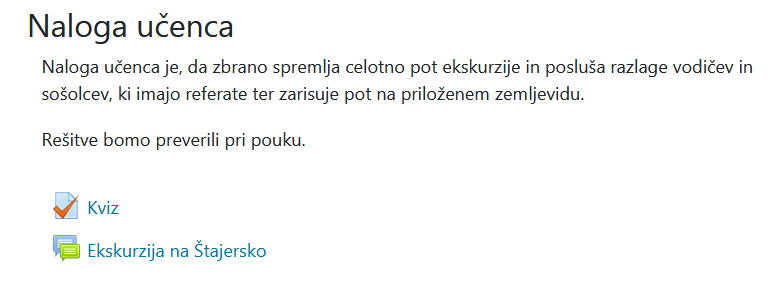 Naloga učenca
Naloga učenca je, da zbrano spremlja celotno pot ekskurzije in posluša razlage vodičev in
sošolcev, ki imajo referate ter zarisuje pot na priloženem zemljevidu.
Rešitve bomo preverili pri pouku.
Kviz
Ekskurzija na Štajersko